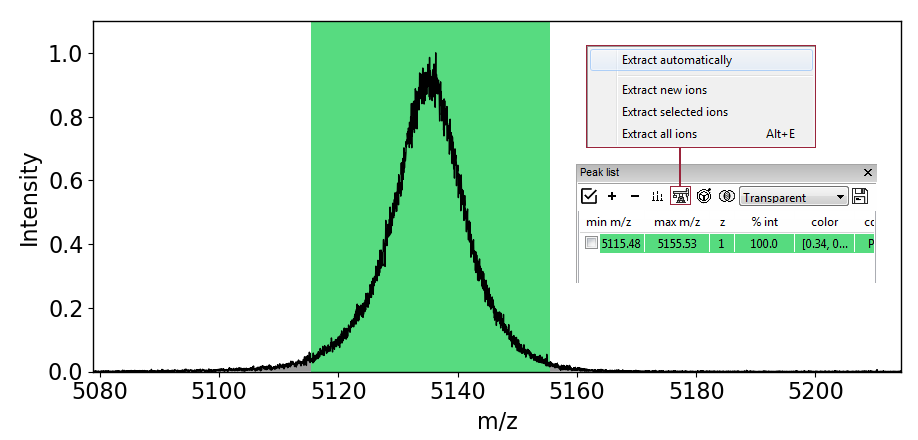 Intensity
1.0
0.8
0.6
0.4
0.2
0.0
5080 5100 5120 5140 5160 5180 5200
m/z
Extract automatically
Extract new ions
Extract selected ions
Extract all ions Alt+E
Peak list
Transparent
min m/z max m/z z % int color cc
5115.48 5155.53 1 100.0 [0.34, 0... P